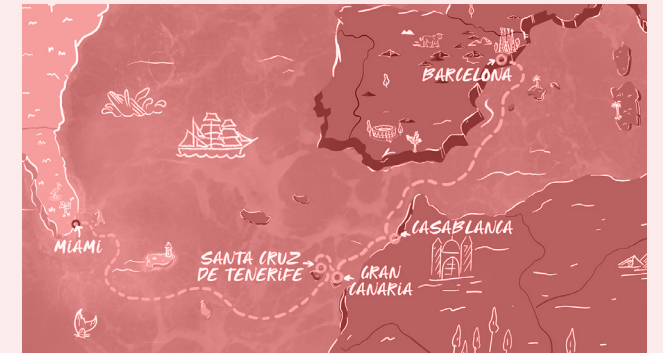 BARCELONA
CASABLANCA
MIAMI
SANTA CRUZ
DE TENERIFE
GRAN
CANARIA